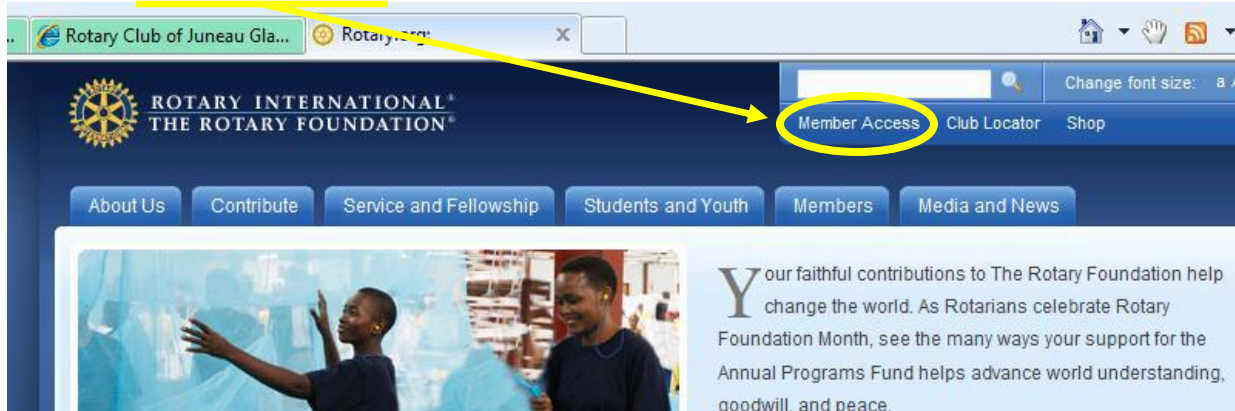 .. Rotary Club of Juneau Gla... Rotary.org: x
Change font size: a A
ROTARY INTERNATIONAL®
THE ROTARY FOUNDATION®
Member Access Club Locator Shop
About Us Contribute Service and Fellowship Students and Youth Members Media and News
Your faithful contributions to The Rotary Foundation help
change the world. As Rotarians celebrate Rotary
Foundation Month, see the many ways your support for the
Annual Programs Fund helps advance world understanding,
goodwill, and peace.